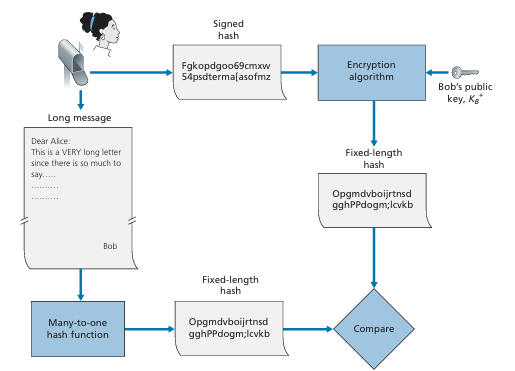 Signed
hash
Fgkopdgoo69cmxw
54psdterma[asofmz
Encryption
algorithm
Bob's public
key, K_B^+
Long message
Dear Alice:
This is a VERY long letter
since there is so much to
say.....
..........
..........
Bob
Fixed-length
hash
Opgmdvboijrtnsd
gghPPdogm;lcvkb
Many-to-one
hash function
Fixed-length
hash
Opgmdvboijrtnsd
gghPPdogm;lcvkb
Compare